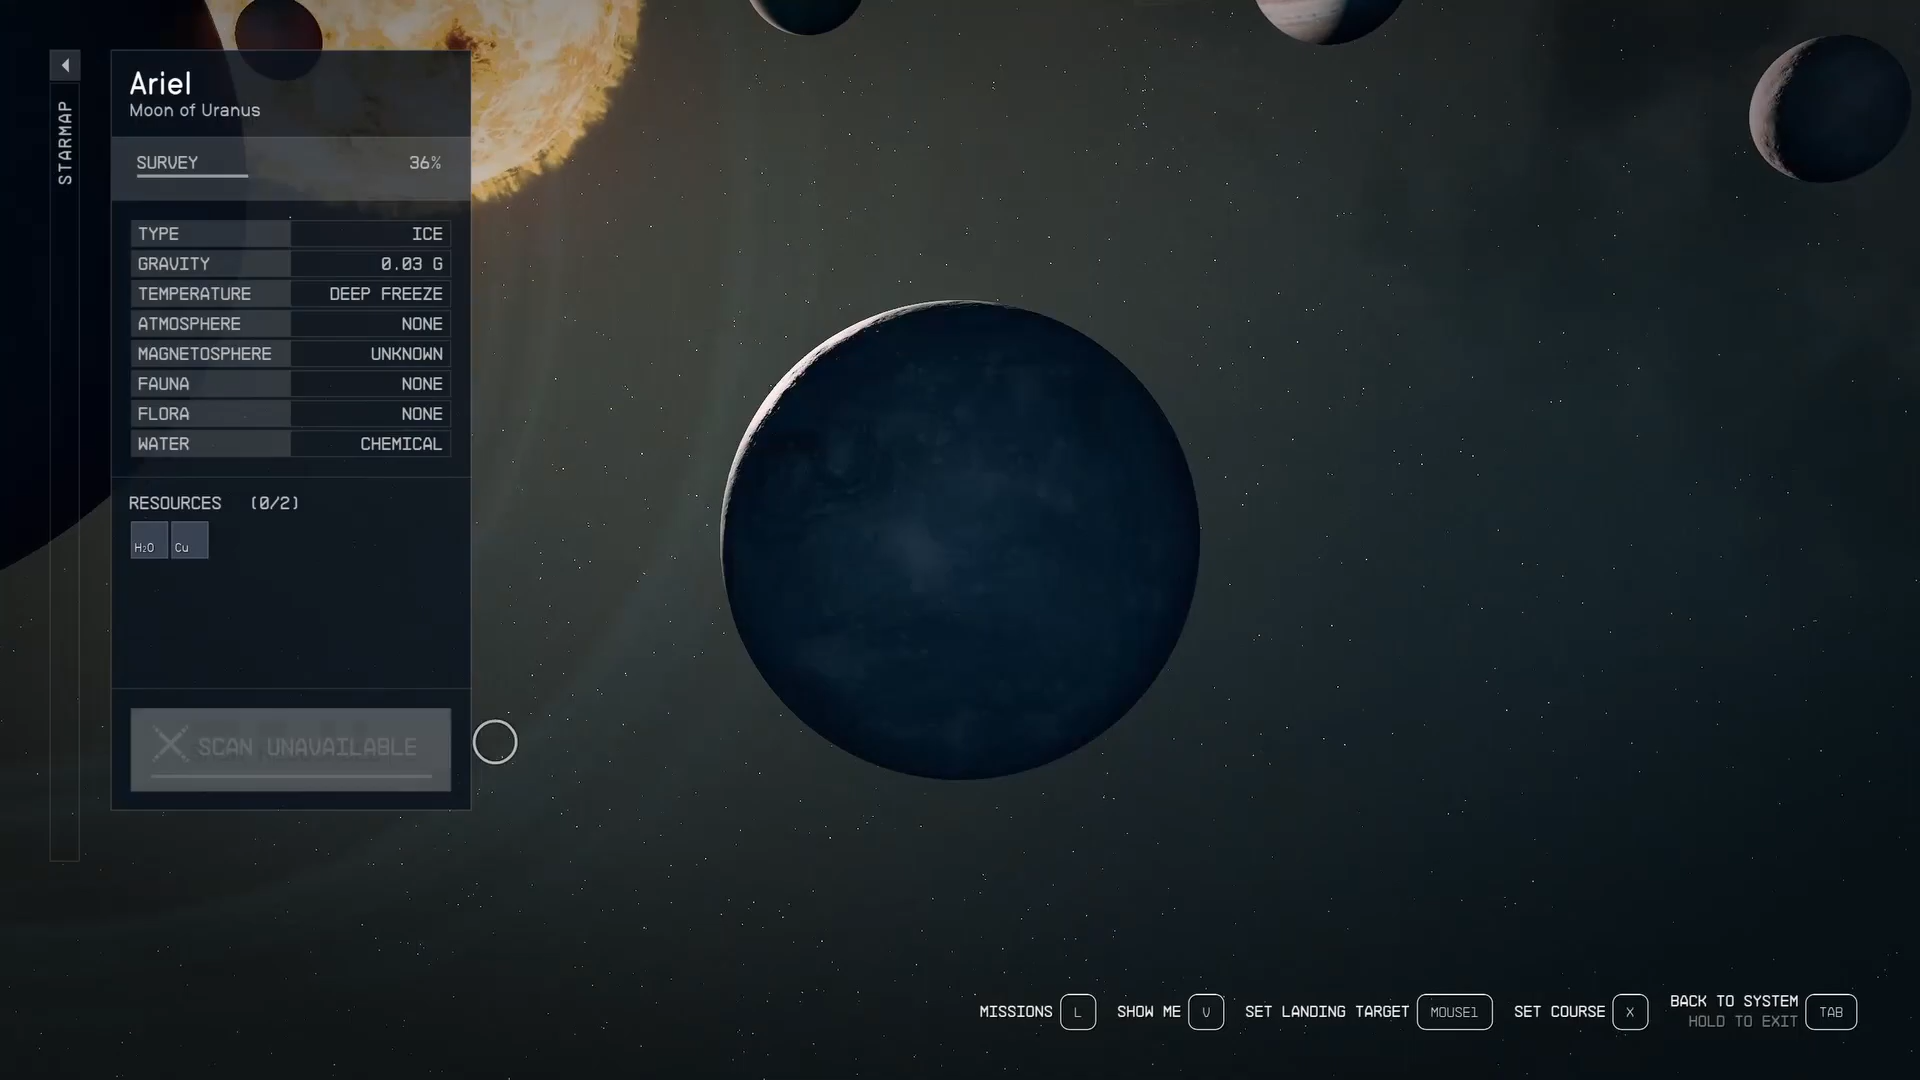 STARMAP
Ariel
Moon of Uranus
SURVEY 36%
TYPE ICE
GRAVITY 0.03 G
TEMPERATURE DEEP FREEZE
ATMOSPHERE NONE
MAGNETOSPHERE UNKNOWN
FAUNA NONE
FLORA NONE
WATER CHEMICAL
RESOURCES (0/2)
H₂O Cu
SCAN UNAVAILABLE
MISSIONS L SHOW ME V SET LANDING TARGET MOUSE1 SET COURSE X BACK TO SYSTEM TAB
HOLD TO EXIT